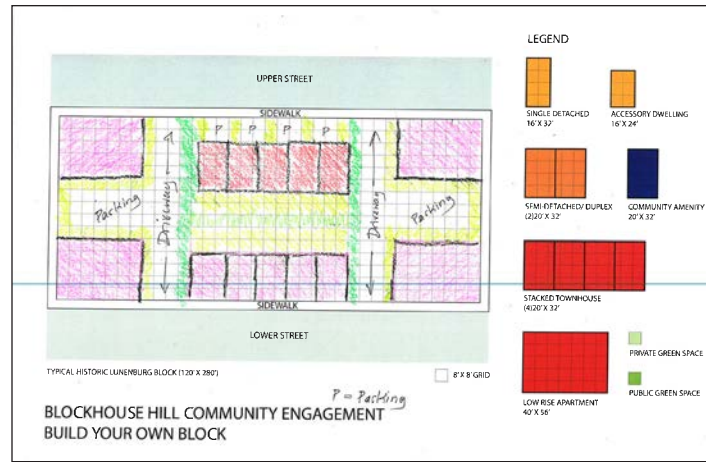 UPPER STREET
SIDEWALK
P P P P
Driveway
Driveway
Parking
Parking
SIDEWALK
LOWER STREET
TYPICAL HISTORIC LUNENBURG BLOCK (120' X 280')
8' X 8' GRID
P = Parking
BLOCKHOUSE HILL COMMUNITY ENGAGEMENT
BUILD YOUR OWN BLOCK
LEGEND
SINGLE DETACHED
16' X 32'
ACCESSORY DWELLING
16' X 24'
SEMI-DETACHED/ DUPLEX
(2)20' X 32'
COMMUNITY AMENITY
20' X 32'
STACKED TOWNHOUSE
(4)20' X 32'
LOW RISE APARTMENT
40' X 56'
PRIVATE GREEN SPACE
PUBLIC GREEN SPACE